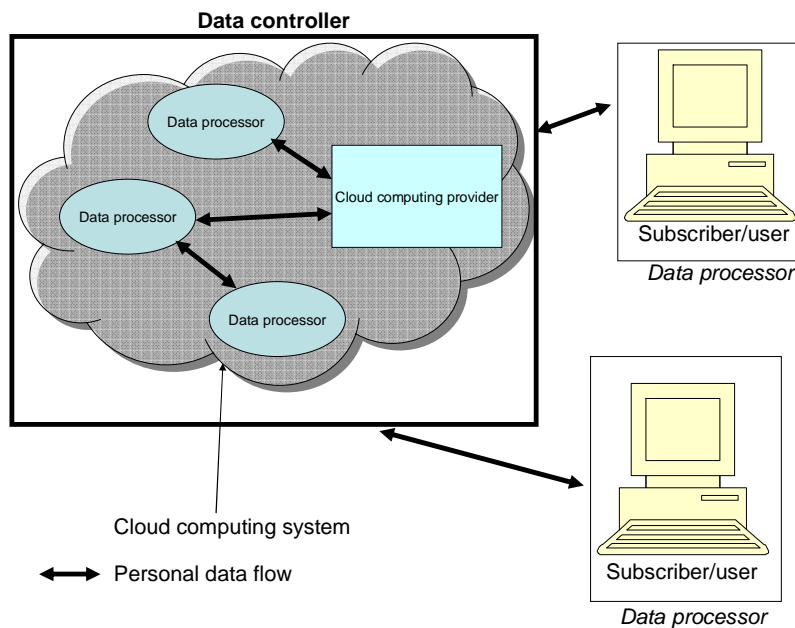 Data controller
Data processor
Cloud computing provider
Data processor
Data processor
Subscriber/user
Data processor
Cloud computing system
Personal data flow
Subscriber/user
Data processor